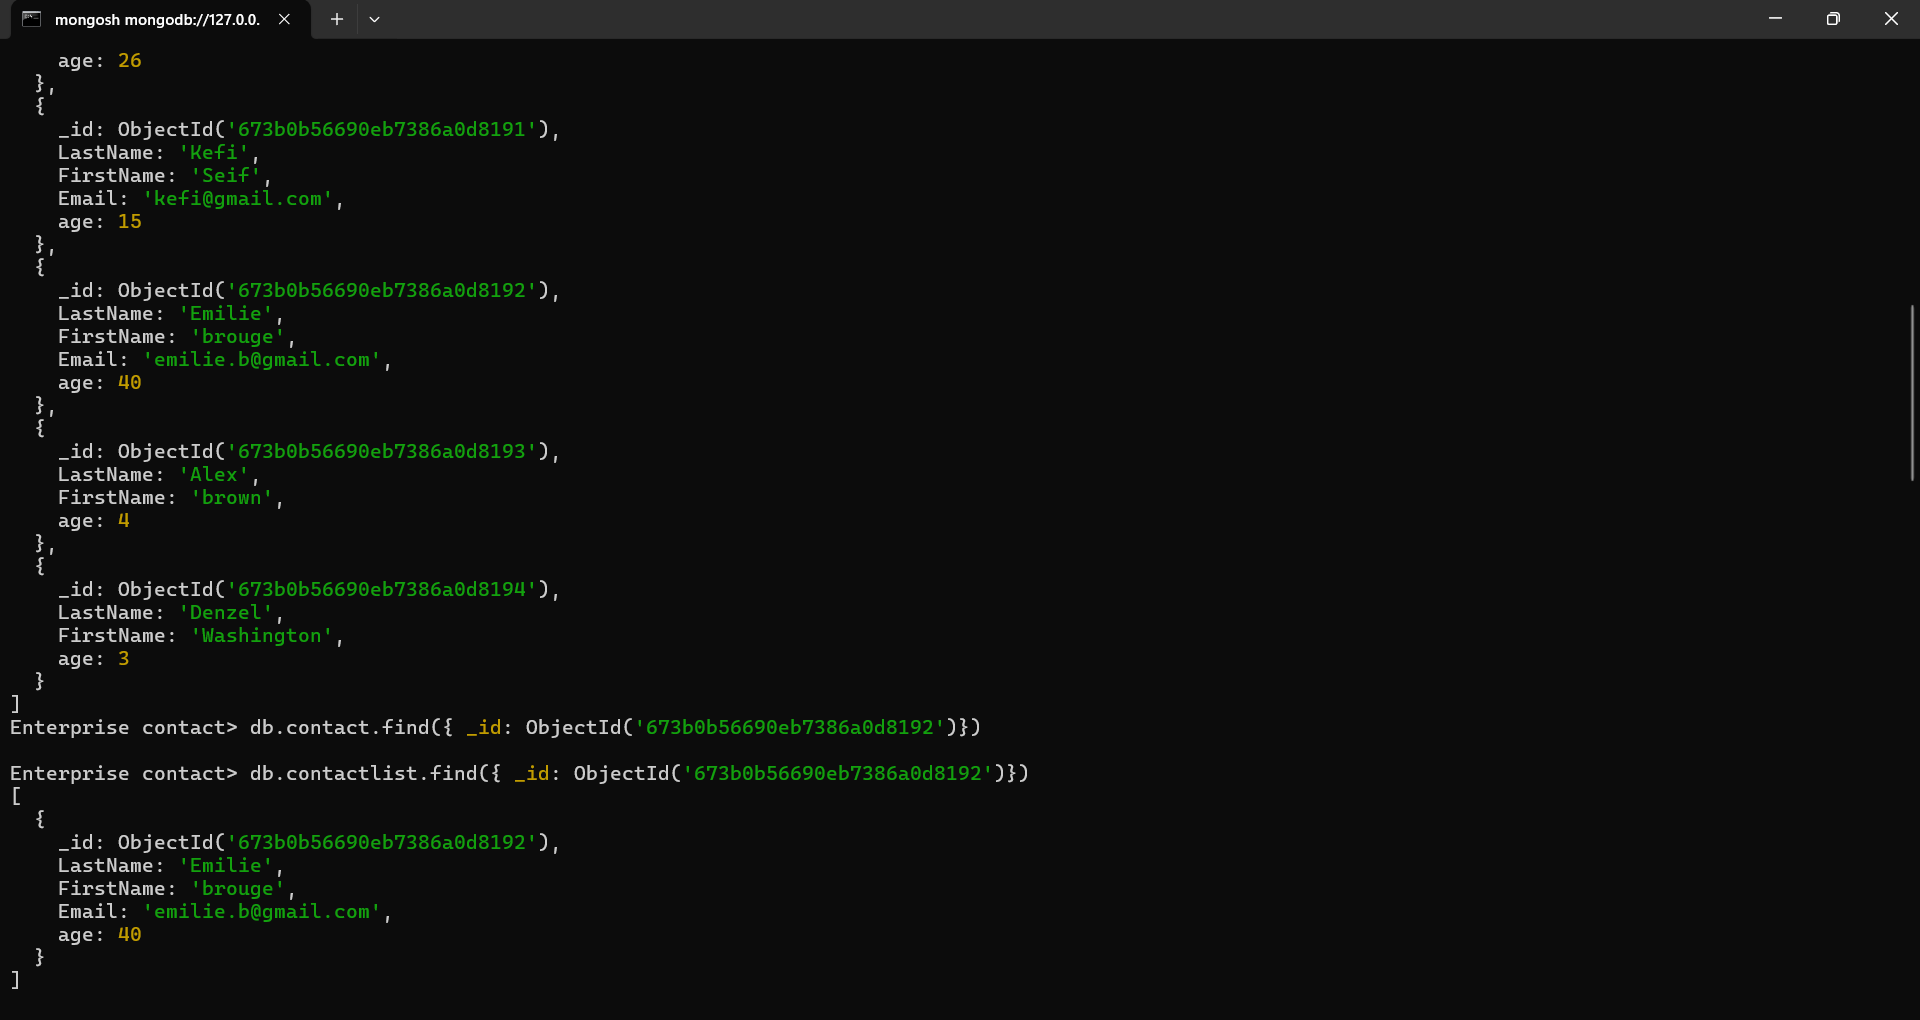 mongosh mongodb://127.0.0.
age: 26
},
{
_id: ObjectId('673b0b56690eb7386a0d8191'),
LastName: 'Kefi',
FirstName: 'Seif',
Email: 'kefi@gmail.com',
age: 15
},
{
_id: ObjectId('673b0b56690eb7386a0d8192'),
LastName: 'Emilie',
FirstName: 'brouge',
Email: 'emilie.b@gmail.com',
age: 40
},
{
_id: ObjectId('673b0b56690eb7386a0d8193'),
LastName: 'Alex',
FirstName: 'brown',
age: 4
},
{
_id: ObjectId('673b0b56690eb7386a0d8194'),
LastName: 'Denzel',
FirstName: 'Washington',
age: 3
}
]
Enterprise contact> db.contact.find({ _id: ObjectId('673b0b56690eb7386a0d8192')})
Enterprise contact> db.contactlist.find({ _id: ObjectId('673b0b56690eb7386a0d8192')})
[
{
_id: ObjectId('673b0b56690eb7386a0d8192'),
LastName: 'Emilie',
FirstName: 'brouge',
Email: 'emilie.b@gmail.com',
age: 40
}
]